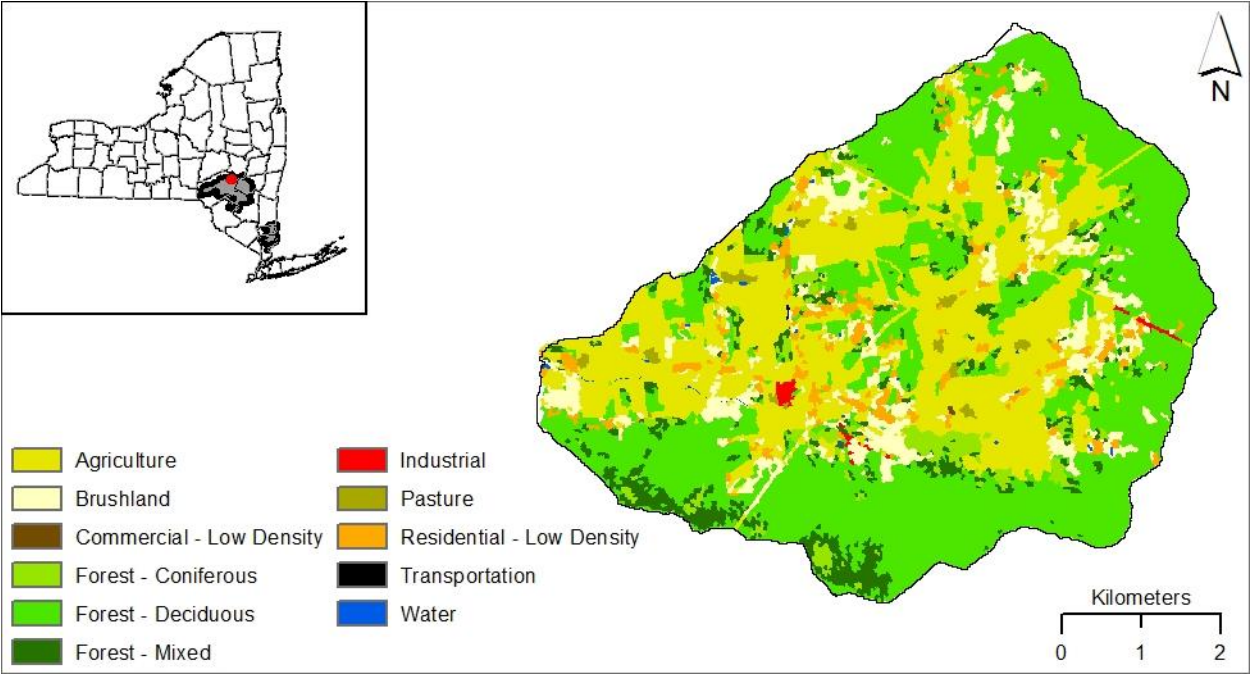 N
Agriculture
Brushland
Commercial - Low Density
Forest - Coniferous
Forest - Deciduous
Forest - Mixed
Industrial
Pasture
Residential - Low Density
Transportation
Water
Kilometers
0 1 2